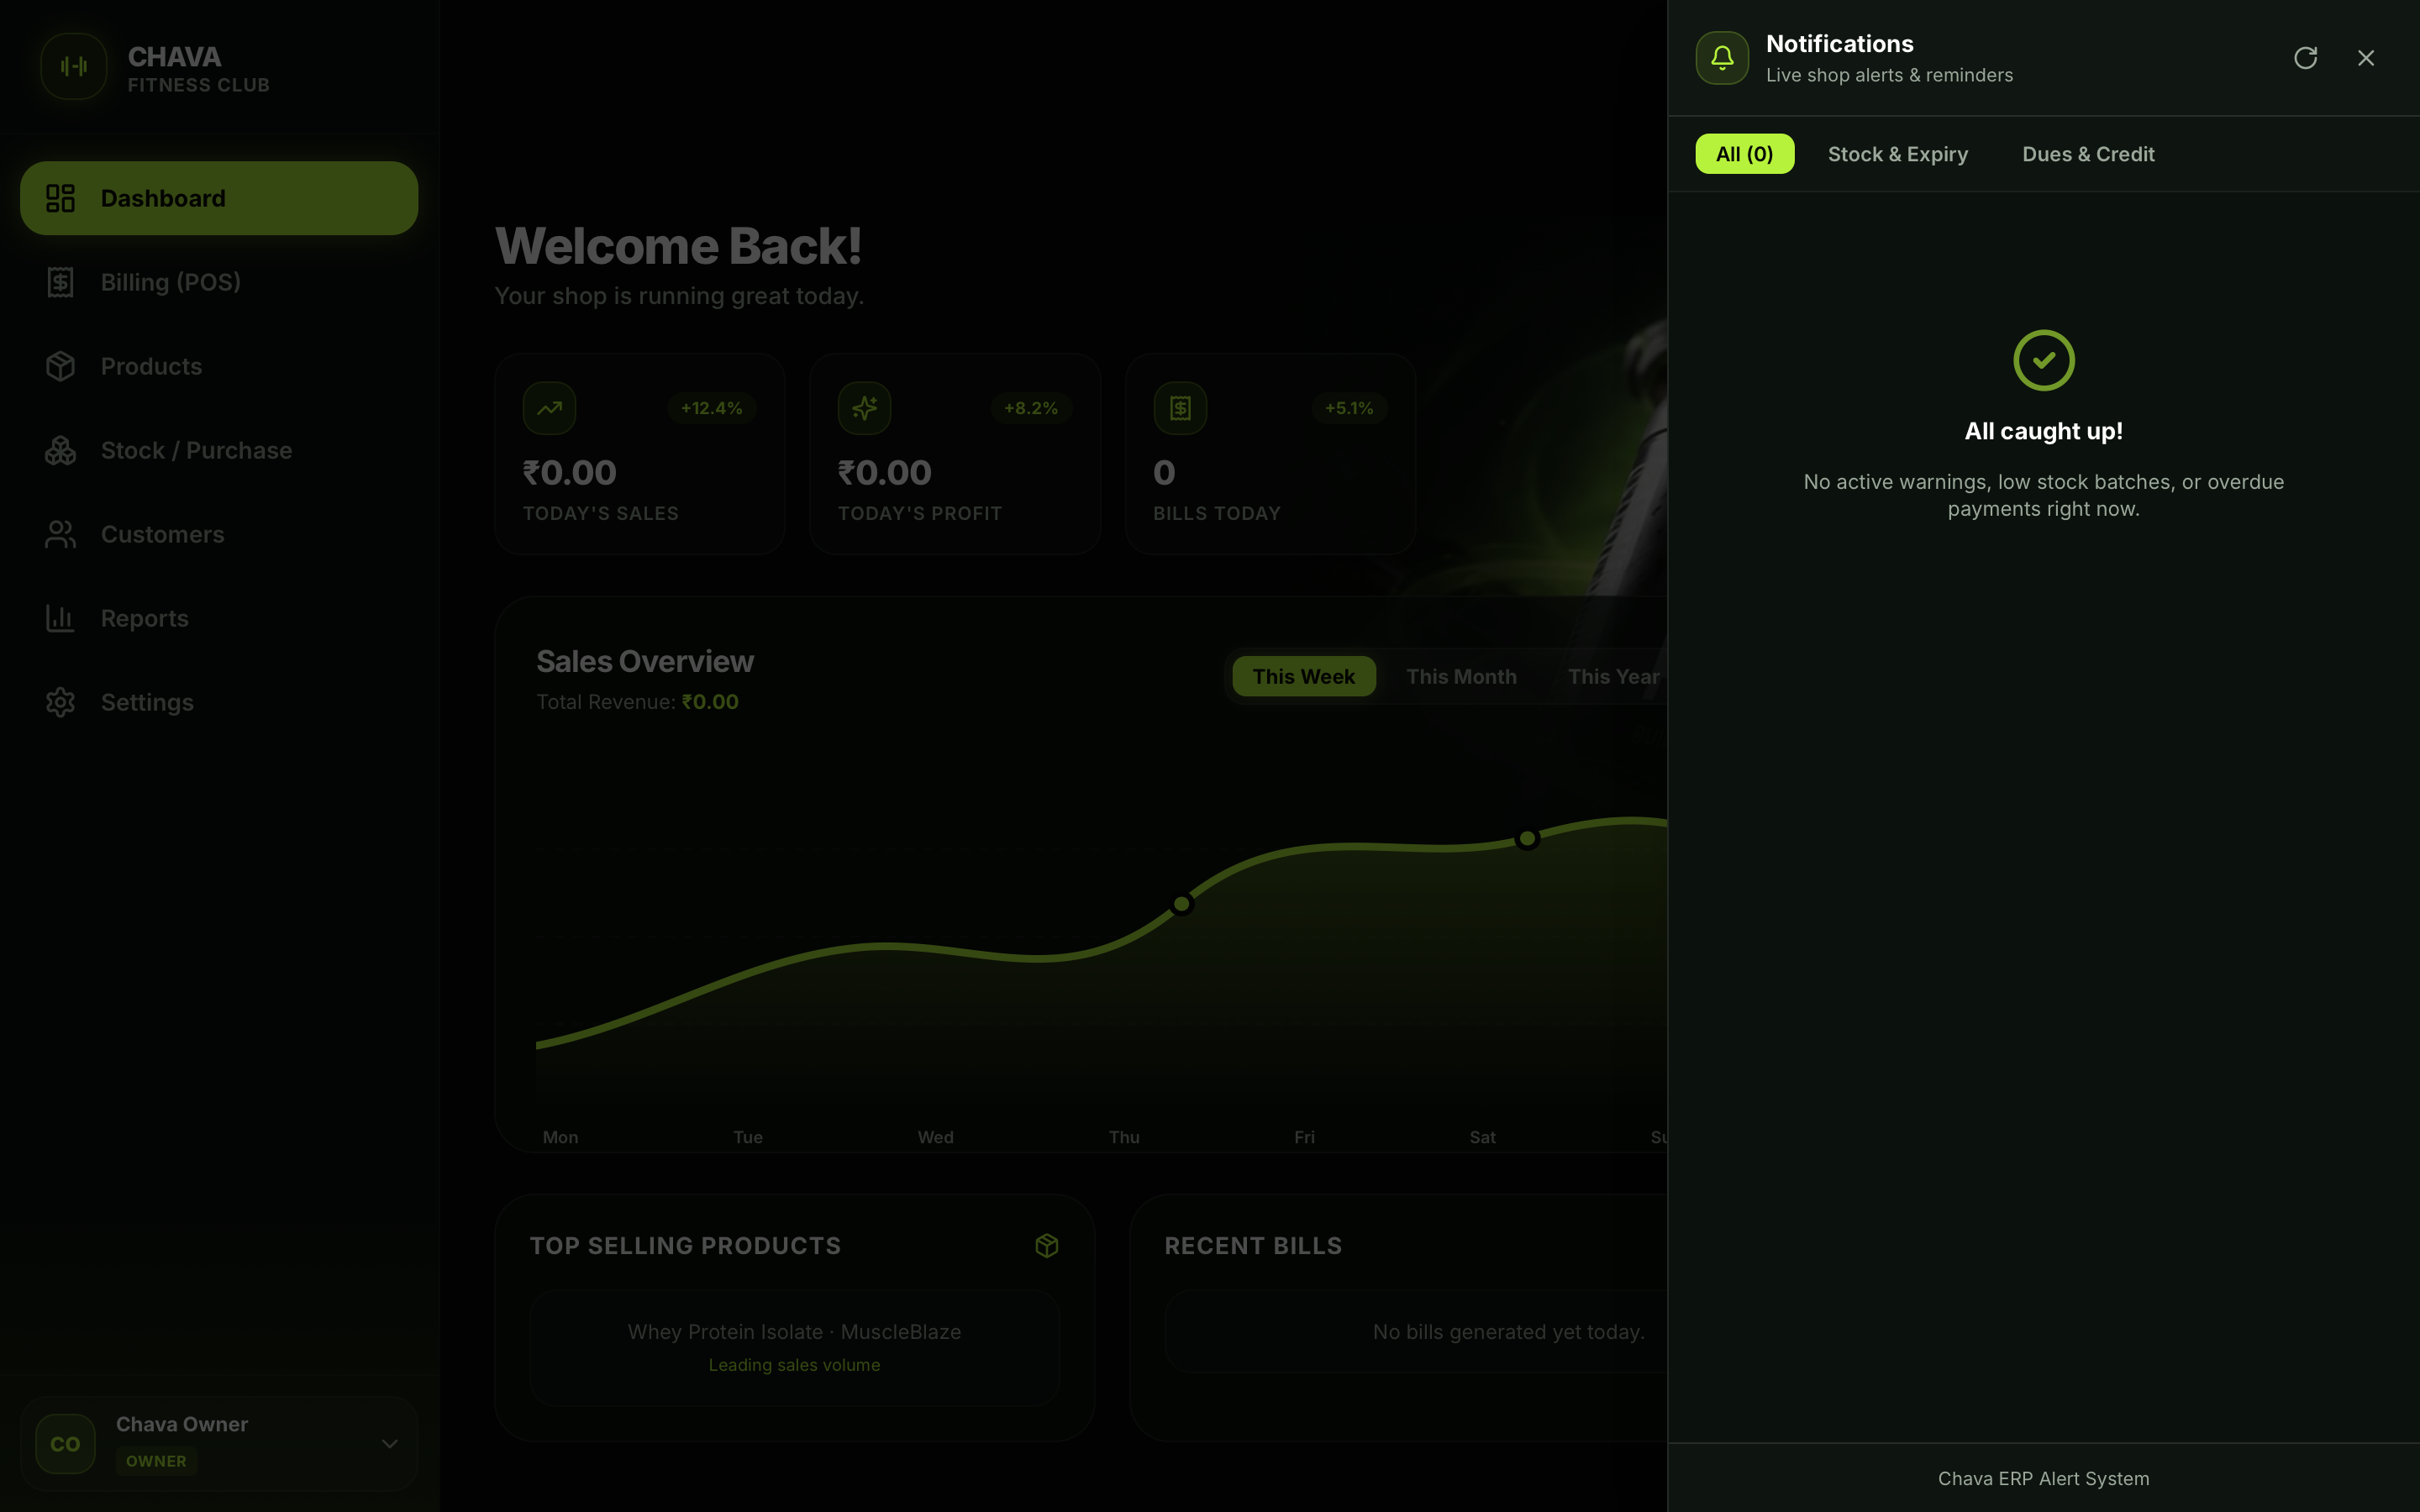 CHAVA
FITNESS CLUB
Dashboard
Billing (POS)
Products
Stock / Purchase
Customers
Reports
Settings
CO
Chava Owner
OWNER
Welcome Back!
Your shop is running great today.
+12.4%
₹0.00
TODAY'S SALES
+8.2%
₹0.00
TODAY'S PROFIT
+5.1%
0
BILLS TODAY
Sales Overview
Total Revenue: ₹0.00
This Week This Month This Year
Mon Tue Wed Thu Fri Sat Su
TOP SELLING PRODUCTS
Whey Protein Isolate · MuscleBlaze
Leading sales volume
RECENT BILLS
No bills generated yet today.
Notifications
Live shop alerts & reminders
All (0) Stock & Expiry Dues & Credit
All caught up!
No active warnings, low stock batches, or overdue
payments right now.
Chava ERP Alert System